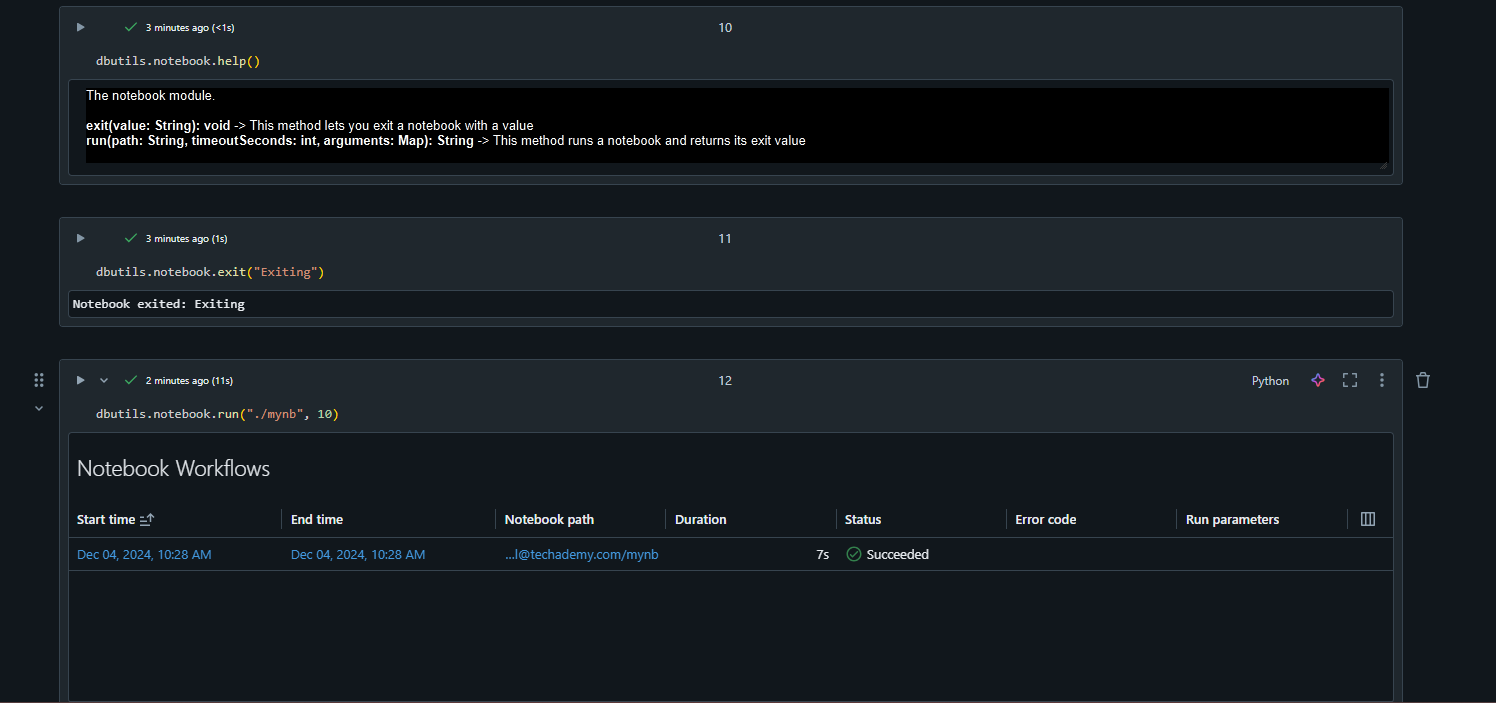 3 minutes ago (<1s)
10
dbutils.notebook.help()
The notebook module.
exit(value: String): void -> This method lets you exit a notebook with a value
run(path: String, timeoutSeconds: int, arguments: Map): String -> This method runs a notebook and returns its exit value
3 minutes ago (1s)
11
dbutils.notebook.exit("Exiting")
Notebook exited: Exiting
2 minutes ago (11s)
12
Python
dbutils.notebook.run("./mynb", 10)
Notebook Workflows
Start time End time Notebook path Duration Status Error code Run parameters
Dec 04, 2024, 10:28 AM Dec 04, 2024, 10:28 AM ...l@techademy.com/mynb 7s Succeeded